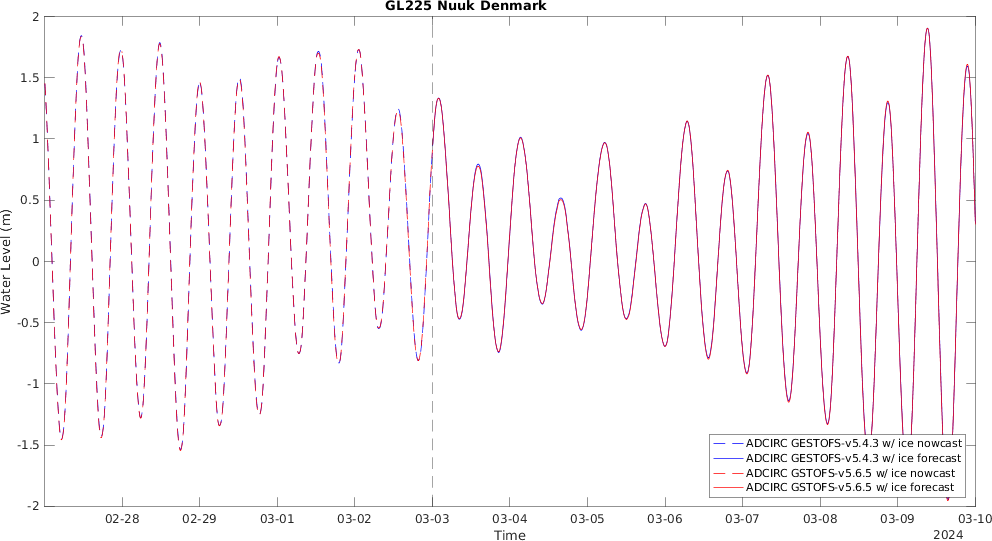 GL225 Nuuk Denmark
2
1.5
1
0.5
0
-0.5
-1
-1.5
-2
Water Level (m)
ADCIRC GESTOFS-v5.4.3 w/ ice nowcast
ADCIRC GESTOFS-v5.4.3 w/ ice forecast
ADCIRC GSTOFS-v5.6.5 w/ ice nowcast
ADCIRC GSTOFS-v5.6.5 w/ ice forecast
02-28 02-29 03-01 03-02 03-03 03-04 03-05 03-06 03-07 03-08 03-09 03-10
Time
2024